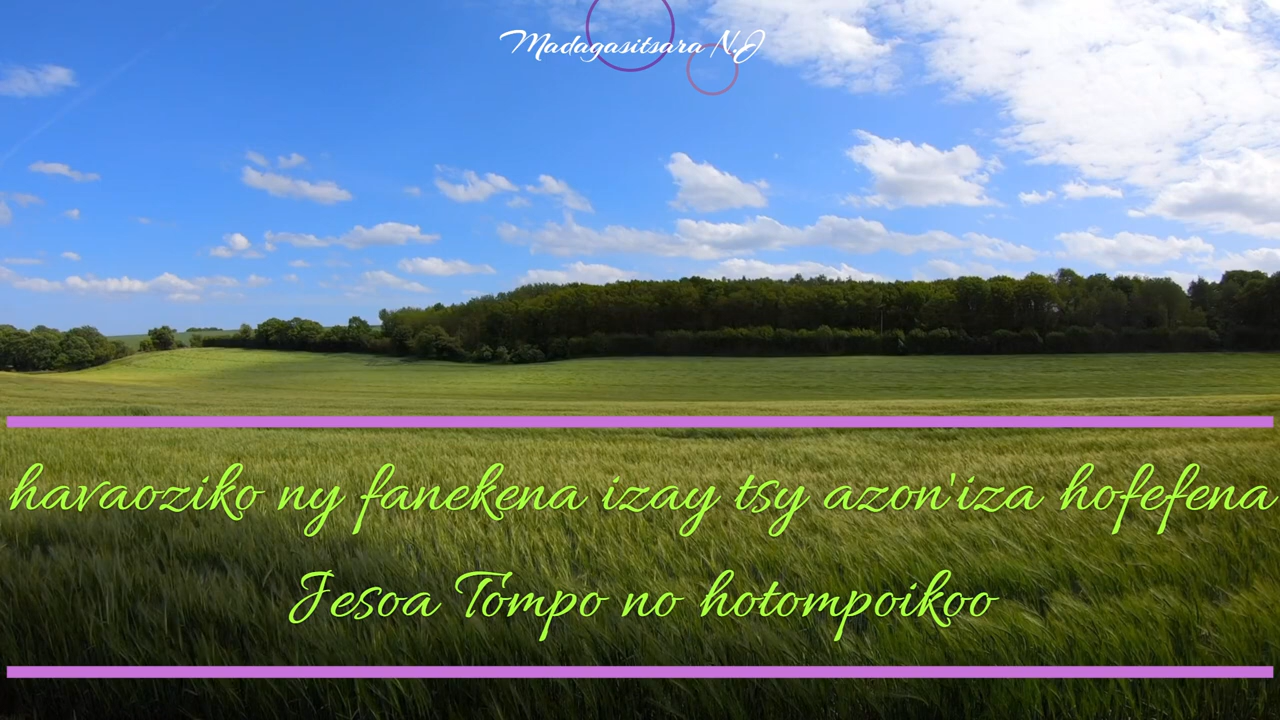 Madagasitsara N.J
havaoziko ny fanekena izay tsy azon'iza hofefena
Jesoa Tompo no hotompoikoo